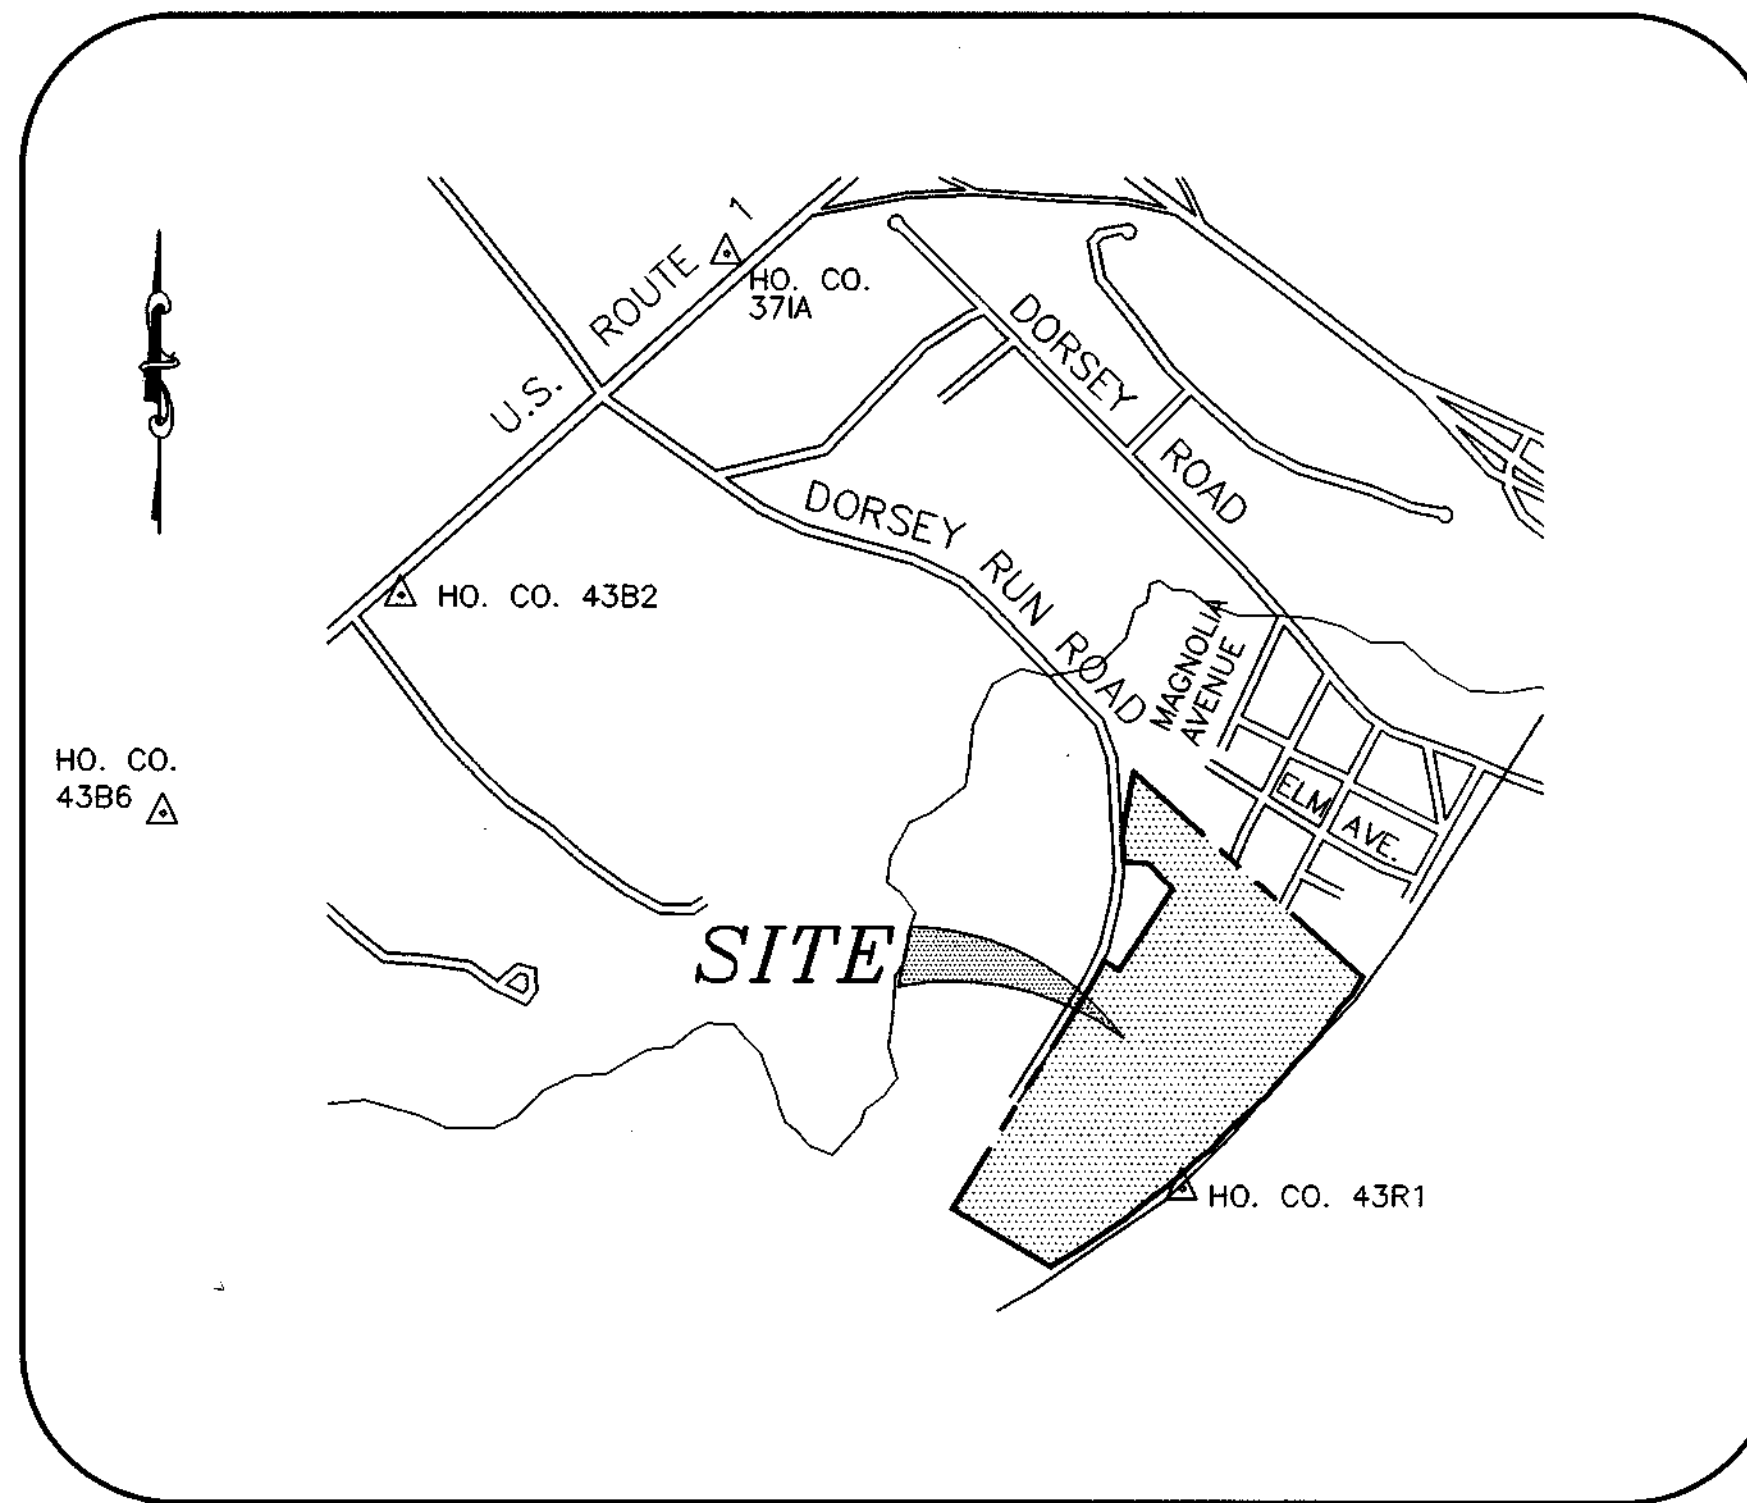 U.S. ROUTE 1
HO. CO.
371A
DORSEY ROAD
DORSEY RUN ROAD
HO. CO. 43B2
MAGNOLIA
AVENUE
HO. CO.
43B6
ELM AVE.
SITE
HO. CO. 43R1